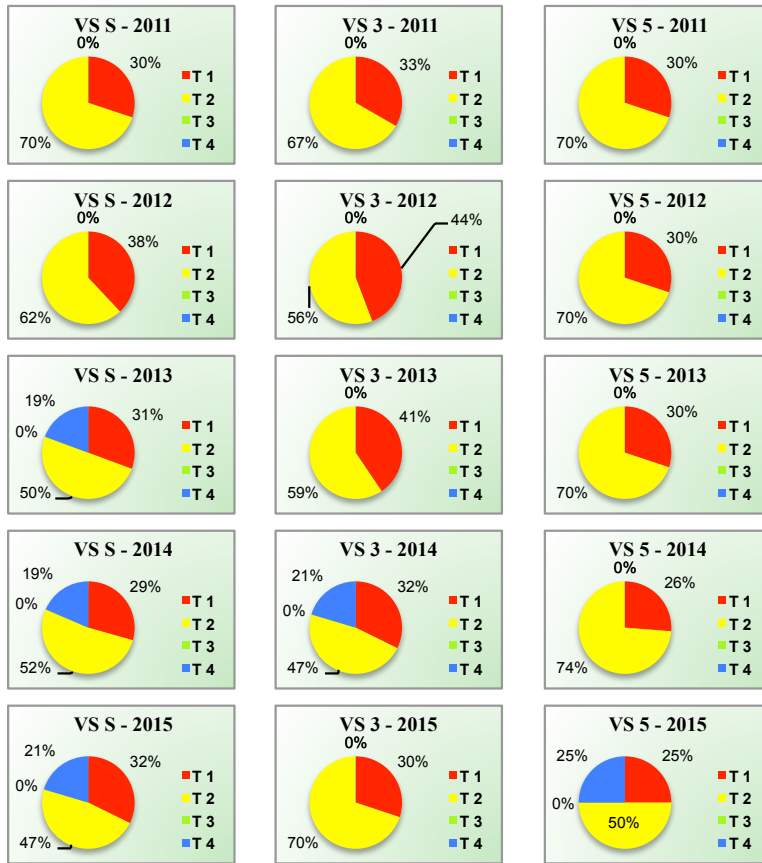 VS S - 2011
0%
30%
70%
T 1
T 2
T 3
T 4
VS 3 - 2011
0%
33%
67%
T 1
T 2
T 3
T 4
VS 5 - 2011
0%
30%
70%
T 1
T 2
T 3
T 4
VS S - 2012
0%
38%
62%
T 1
T 2
T 3
T 4
VS 3 - 2012
0%
44%
56%
T 1
T 2
T 3
T 4
VS 5 - 2012
0%
30%
70%
T 1
T 2
T 3
T 4
VS S - 2013
19%
31%
0%
50%
T 1
T 2
T 3
T 4
VS 3 - 2013
0%
41%
59%
T 1
T 2
T 3
T 4
VS 5 - 2013
0%
30%
70%
T 1
T 2
T 3
T 4
VS S - 2014
19%
29%
0%
52%
T 1
T 2
T 3
T 4
VS 3 - 2014
21%
32%
0%
47%
T 1
T 2
T 3
T 4
VS 5 - 2014
0%
26%
74%
T 1
T 2
T 3
T 4
VS S - 2015
21%
32%
0%
47%
T 1
T 2
T 3
T 4
VS 3 - 2015
0%
30%
70%
T 1
T 2
T 3
T 4
VS 5 - 2015
25%
25%
0%
50%
T 1
T 2
T 3
T 4